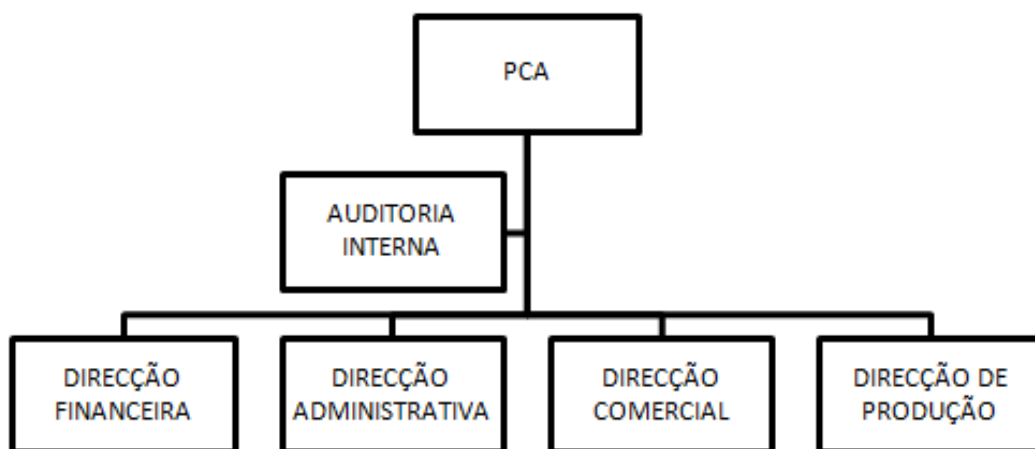 PCA
AUDITORIA
INTERNA
DIRECÇÃO
FINANCEIRA
DIRECÇÃO
ADMINISTRATIVA
DIRECÇÃO
COMERCIAL
DIRECÇÃO DE
PRODUÇÃO